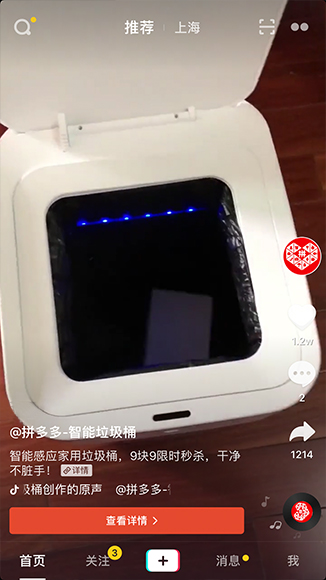 推荐
上海
拼
1.2w
2
1214
@拼多多-智能垃圾桶
智能感应家用垃圾桶，9块9限时秒杀，干净
不脏手！ 详情
圾桶创作的原声 @拼多多-
查看详情 >
首页
关注
3
消息
我